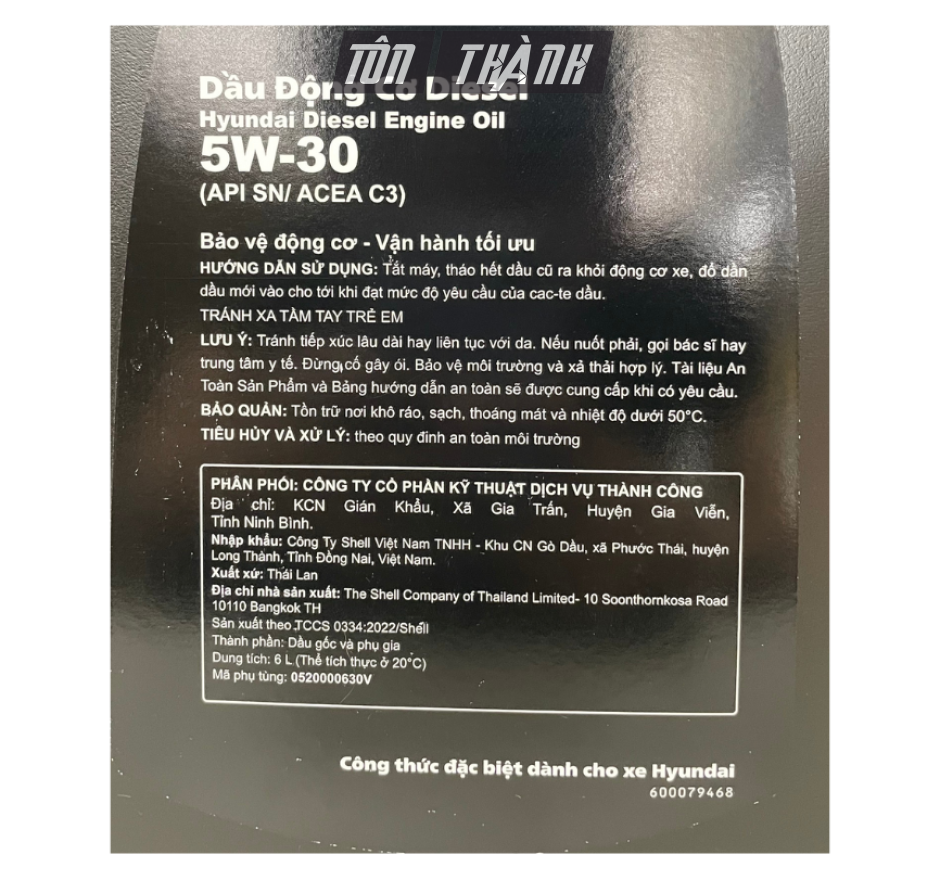 TÔN THÀNH
Dầu Động Cơ Diesel
Hyundai Diesel Engine Oil
5W-30
(API SN/ ACEA C3)
Bảo vệ động cơ - Vận hành tối ưu
HƯỚNG DẪN SỬ DỤNG: Tắt máy, tháo hết dầu cũ ra khỏi động cơ xe, đổ dần
dầu mới vào cho tới khi đạt mức độ yêu cầu của cac-te dầu.
TRÁNH XA TẦM TAY TRẺ EM
LƯU Ý: Tránh tiếp xúc lâu dài hay liên tục với da. Nếu nuốt phải, gọi bác sĩ hay
trung tâm y tế. Đừng cố gây ói. Bảo vệ môi trường và xả thải hợp lý. Tài liệu An
Toàn Sản Phẩm và Bảng hướng dẫn an toàn sẽ được cung cấp khi có yêu cầu.
BẢO QUẢN: Tồn trữ nơi khô ráo, sạch, thoáng mát và nhiệt độ dưới 50°C.
TIÊU HỦY VÀ XỬ LÝ: theo quy đinh an toàn môi trường
PHÂN PHỐI: CÔNG TY CỔ PHẦN KỸ THUẬT DỊCH VỤ THÀNH CÔNG
Địa chỉ: KCN Gián Khẩu, Xã Gia Trấn, Huyện Gia Viễn,
Tỉnh Ninh Bình.
Nhập khẩu: Công Ty Shell Việt Nam TNHH - Khu CN Gò Dầu, xã Phước Thái, huyện
Long Thành, Tỉnh Đồng Nai, Việt Nam.
Xuất xứ: Thái Lan
Địa chỉ nhà sản xuất: The Shell Company of Thailand Limited- 10 Soonthornkosa Road
10110 Bangkok TH
Sản xuất theo TCCS 0334:2022/Shell
Thành phần: Dầu gốc và phụ gia
Dung tích: 6 L (Thể tích thực ở 20°C)
Mã phụ tùng: 0520000630V
Công thức đặc biệt dành cho xe Hyundai
600079468